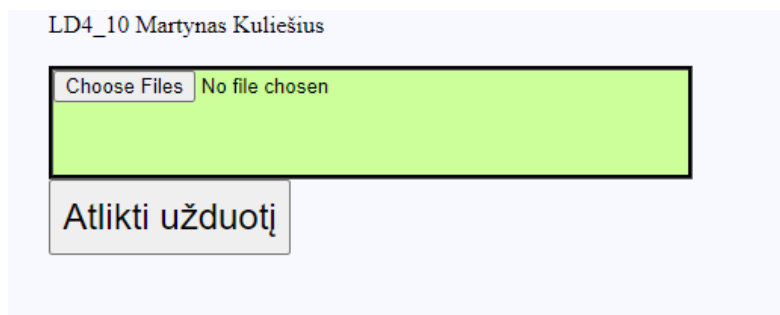 LD4_10 Martynas Kuliešius
Choose Files No file chosen
Atlikti užduotį